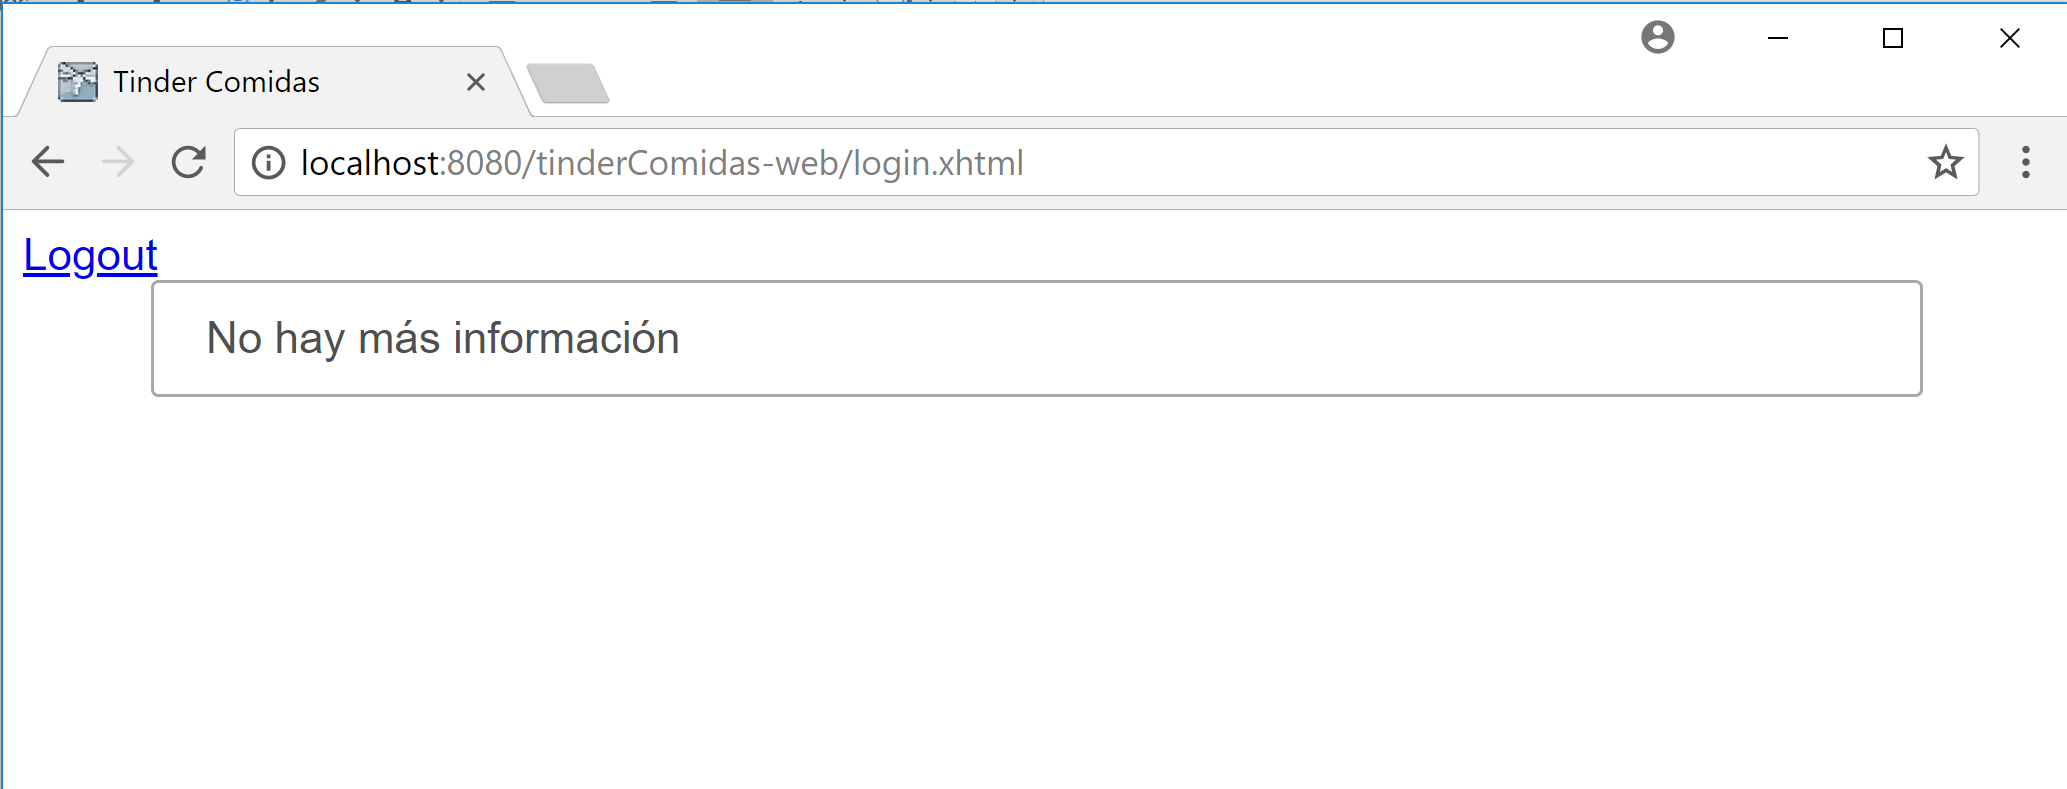 Tinder Comidas
localhost:8080/tinderComidas-web/login.xhtml
Logout
No hay más información